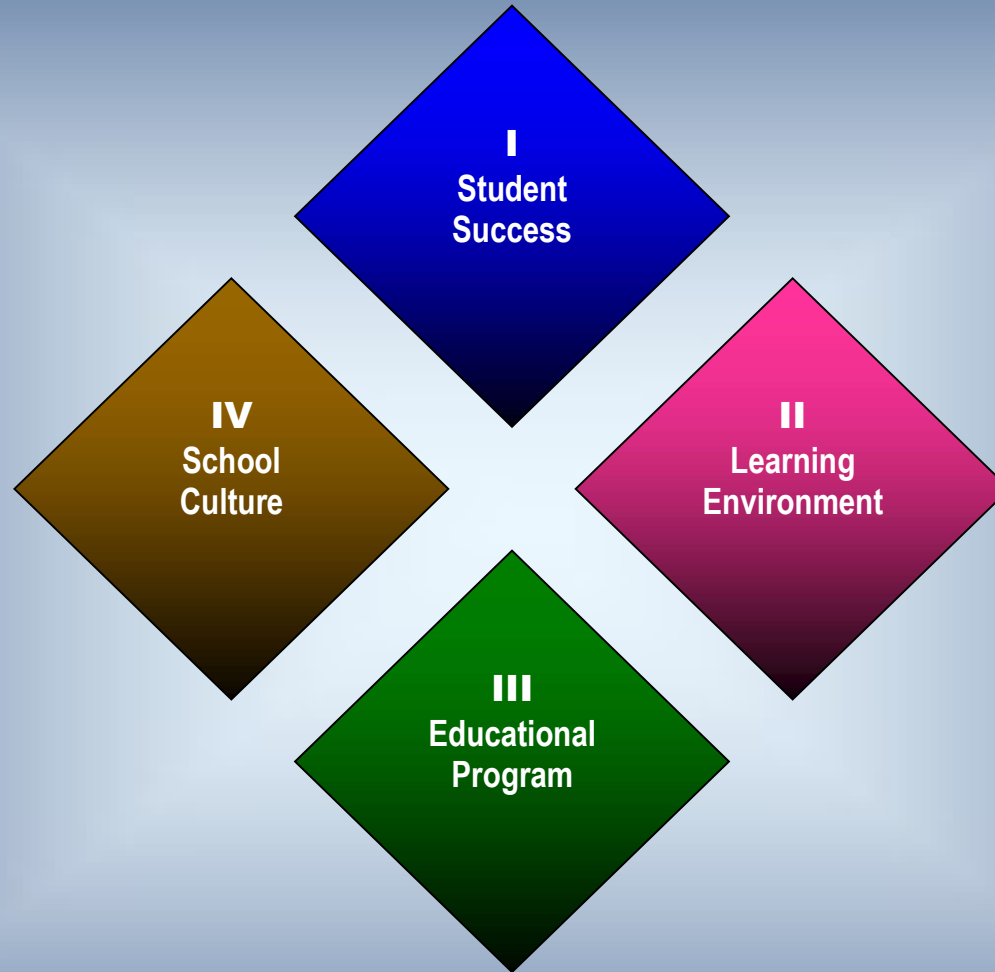 I
Student
Success
II
Learning
Environment
III
Educational
Program
IV
School
Culture